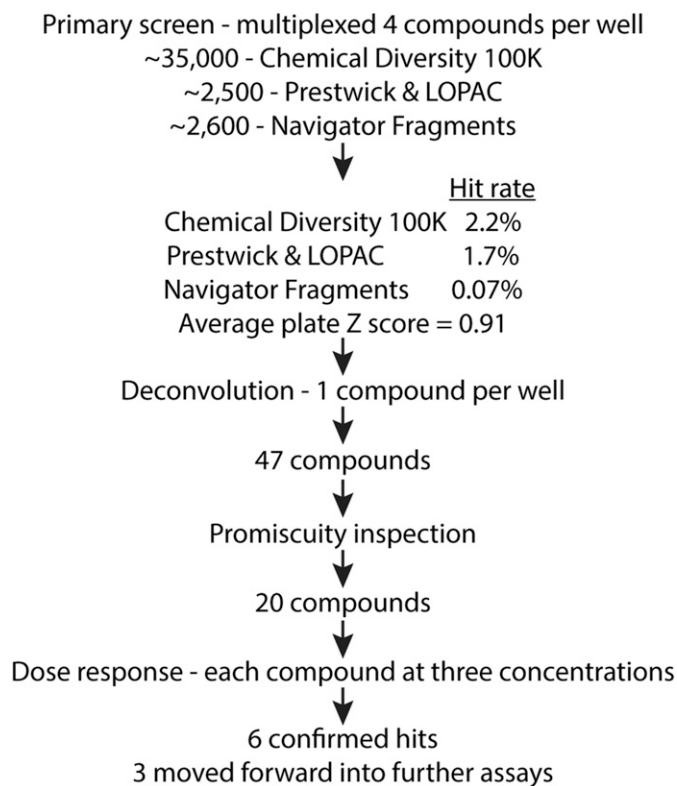 Primary screen - multiplexed 4 compounds per well
~35,000 - Chemical Diversity 100K
~2,500 - Prestwick & LOPAC
~2,600 - Navigator Fragments
Hit rate
Chemical Diversity 100K 2.2%
Prestwick & LOPAC 1.7%
Navigator Fragments 0.07%
Average plate Z score = 0.91
Deconvolution - 1 compound per well
47 compounds
Promiscuity inspection
20 compounds
Dose response - each compound at three concentrations
6 confirmed hits
3 moved forward into further assays